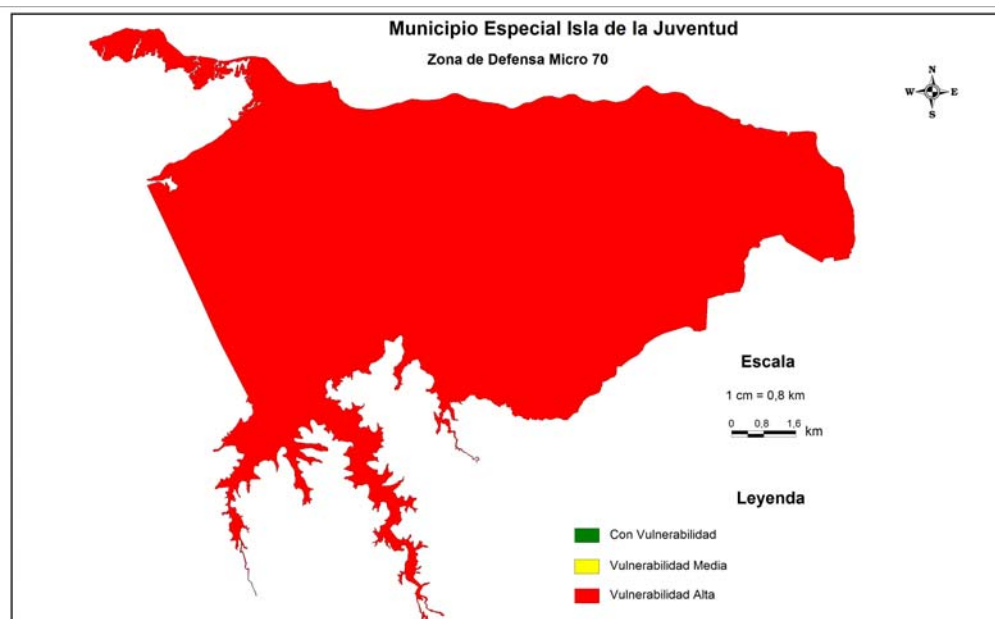 Municipio Especial Isla de la Juventud
Zona de Defensa Micro 70
N
W E
S
Escala
1 cm = 0,8 km
0 0,8 1,6
km
Leyenda
Con Vulnerabilidad
Vulnerabilidad Media
Vulnerabilidad Alta